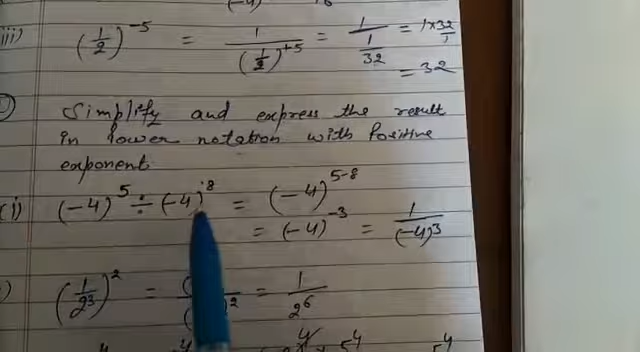 iii) (1/2)^-5 = 1/(1/2)^+5 = 1/(1/32) = 1×32/1
= 32
Simplify and express the result
in lower notation with Positive
exponent
(i) (-4)^5 ÷ (-4)^8 = (-4)^5-8
= (-4)^-3 = 1/(-4)^3
(1/2^3)^2 = = 1/2^6